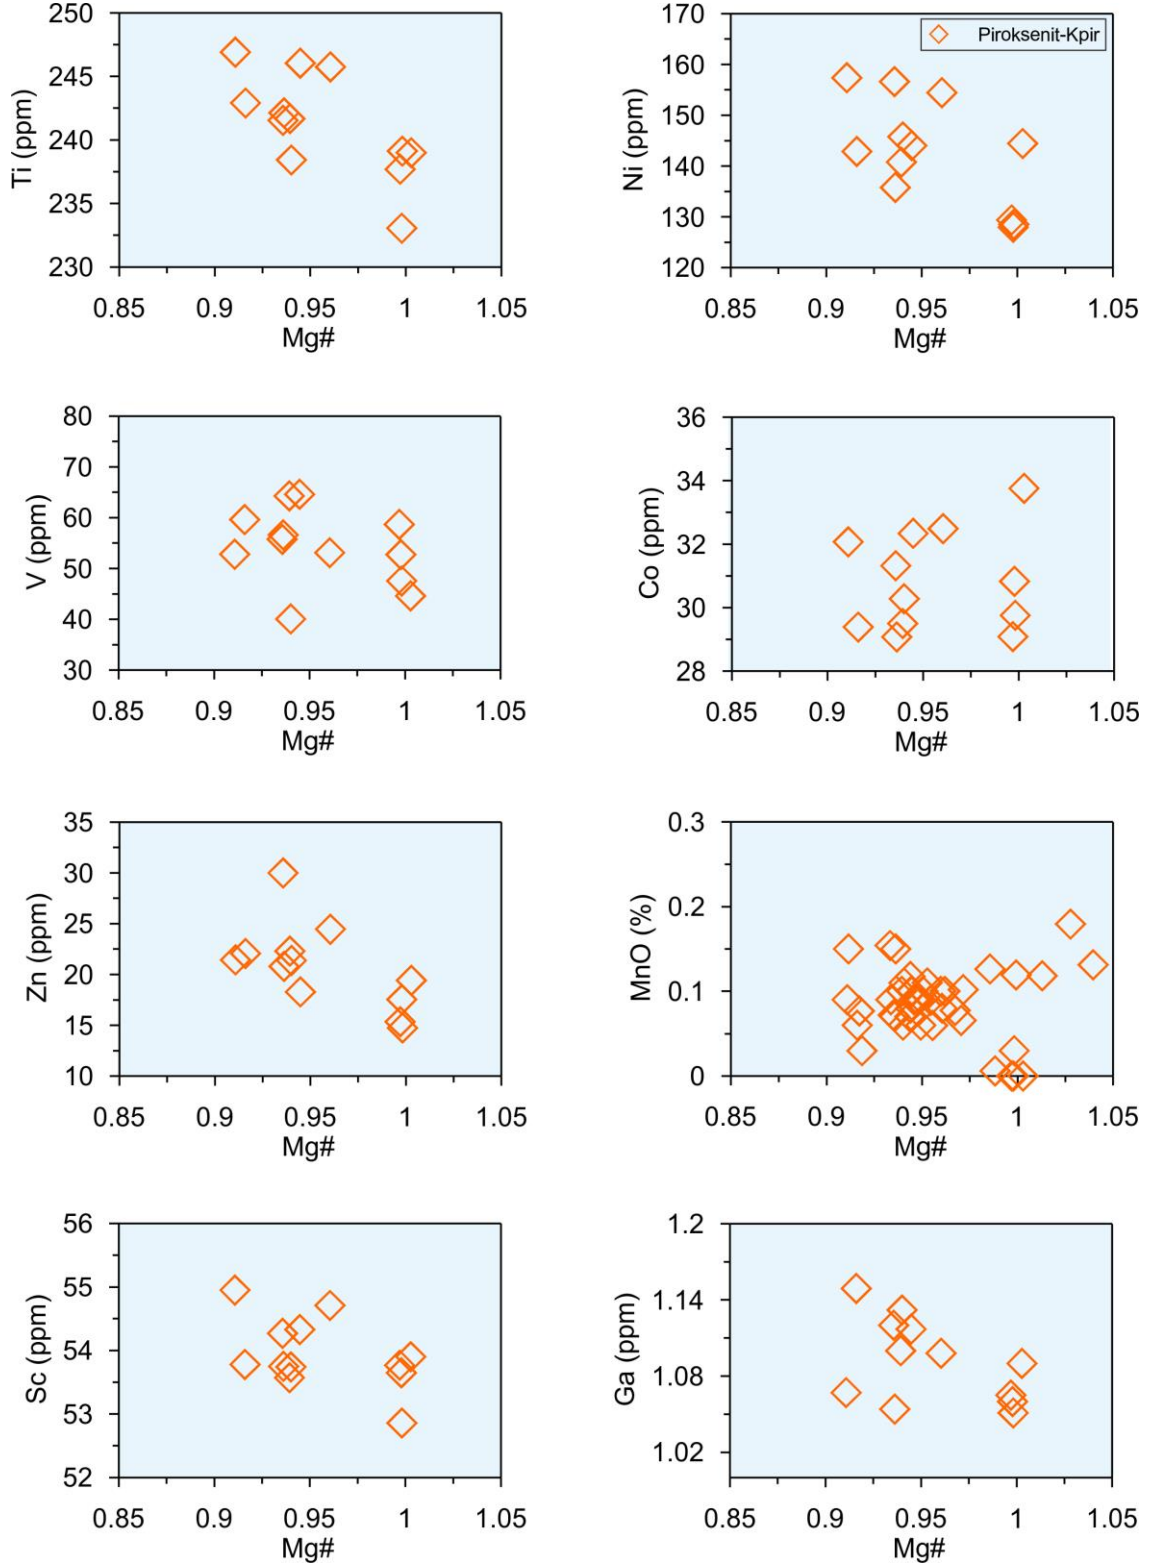 250
245
240
235
230
Ti (ppm)
0.85 0.9 0.95 1 1.05
Mg#
170
160
150
140
130
120
Ni (ppm)
Piroksenit-Kpir
0.85 0.9 0.95 1 1.05
Mg#
80
70
60
50
40
30
V (ppm)
0.85 0.9 0.95 1 1.05
Mg#
36
34
32
30
28
Co (ppm)
0.85 0.9 0.95 1 1.05
Mg#
35
30
25
20
15
10
Zn (ppm)
0.85 0.9 0.95 1 1.05
Mg#
0.3
0.2
0.1
0
MnO (%)
0.85 0.9 0.95 1 1.05
Mg#
56
55
54
53
52
Sc (ppm)
0.85 0.9 0.95 1 1.05
Mg#
1.2
1.14
1.08
1.02
Ga (ppm)
0.85 0.9 0.95 1 1.05
Mg#